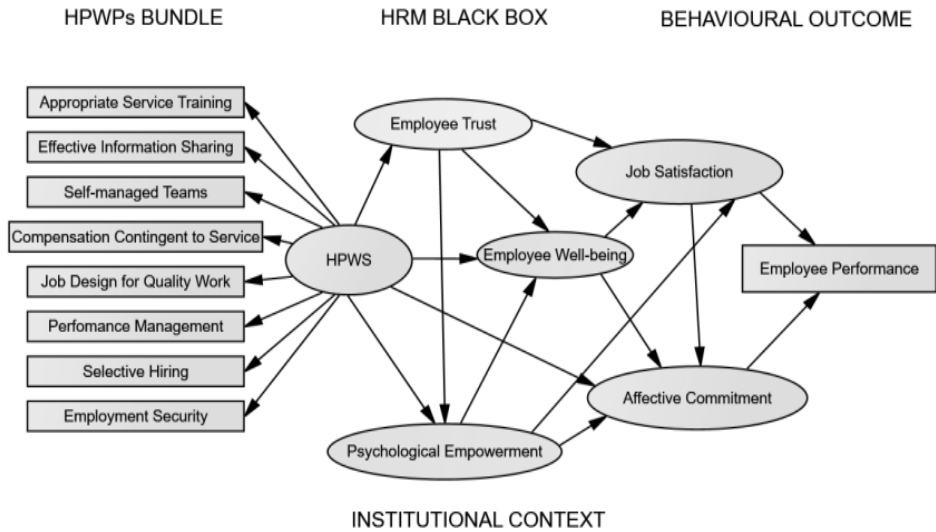 HPWPs BUNDLE
HRM BLACK BOX
BEHAVIOURAL OUTCOME
Appropriate Service Training
Effective Information Sharing
Self-managed Teams
Compensation Contingent to Service
Job Design for Quality Work
Perfomance Management
Selective Hiring
Employment Security
HPWS
Employee Trust
Employee Well-being
Psychological Empowerment
Job Satisfaction
Affective Commitment
Employee Performance
INSTITUTIONAL CONTEXT